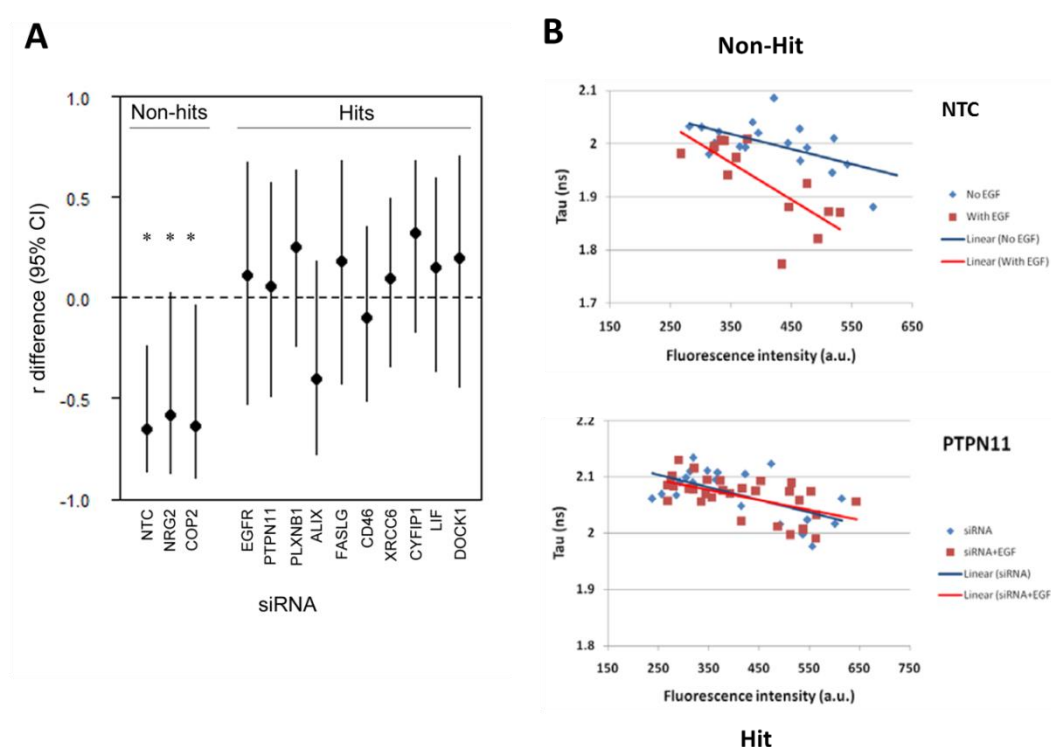 A
r difference (95% CI)
1.0
0.5
0.0
-0.5
-1.0
Non-hits
Hits
* * *
NTC
NRG2
COP2
EGFR
PTPN11
PLXNB1
ALIX
FASLG
CD46
XRCC6
CYFIP1
LIF
DOCK1
siRNA
B
Non-Hit
NTC
Tau (ns)
2.1
2
1.9
1.8
1.7
150 250 350 450 550 650
Fluorescence intensity (a.u.)
No EGF
With EGF
Linear (No EGF)
Linear (With EGF)
PTPN11
Tau (ns)
2.2
2.1
2
1.9
1.8
150 250 350 450 550 650 750
Fluorescence intensity (a.u.)
siRNA
siRNA+EGF
Linear (siRNA)
Linear (siRNA+EGF
Hit